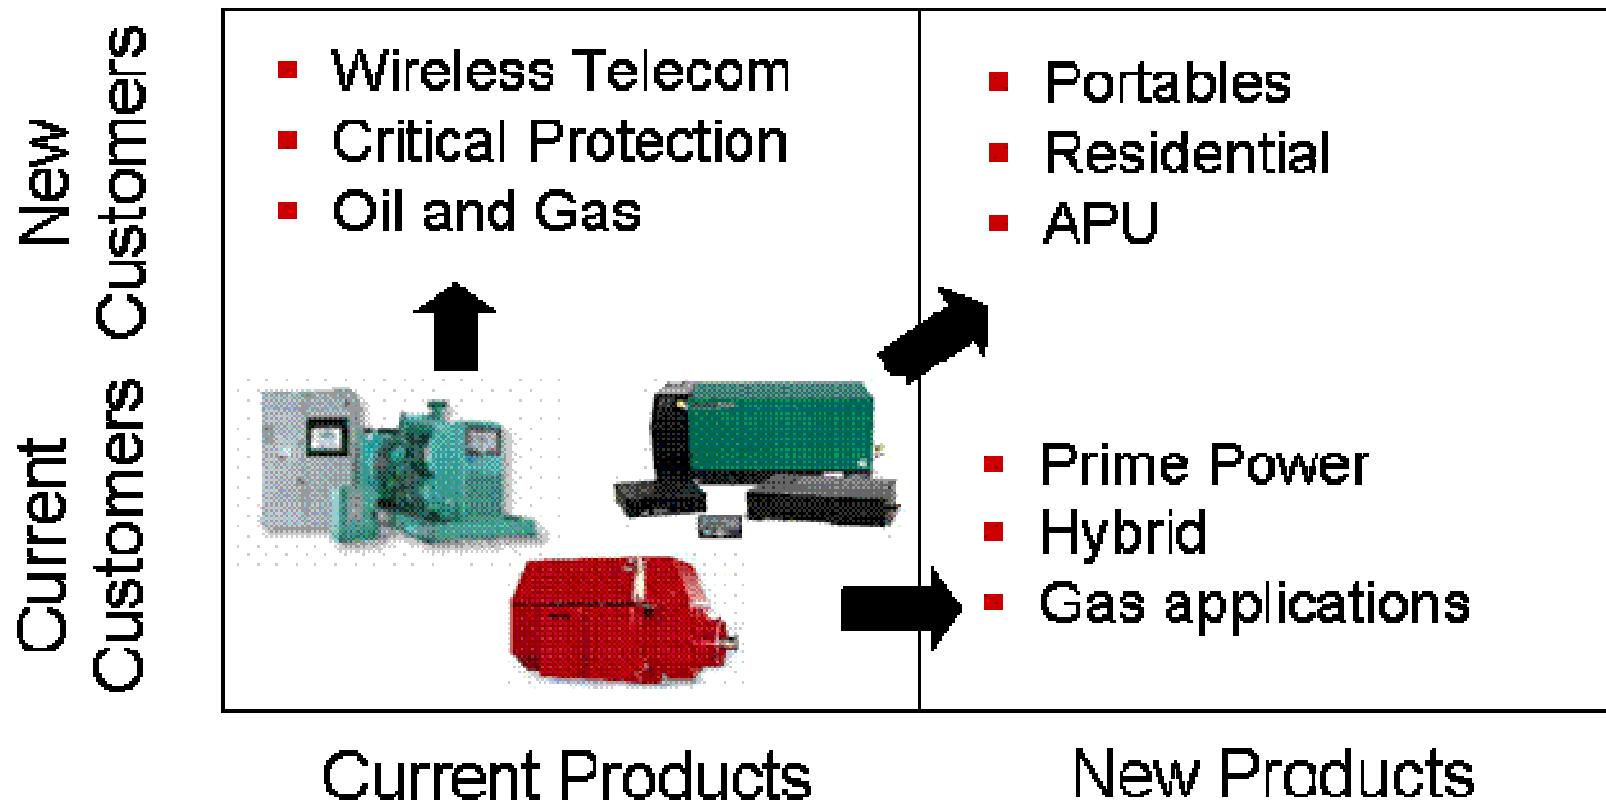 New
Customers
Wireless Telecom
Critical Protection
Oil and Gas
Portables
Residential
APU
Current
Customers
Prime Power
Hybrid
Gas applications
Current Products
New Products